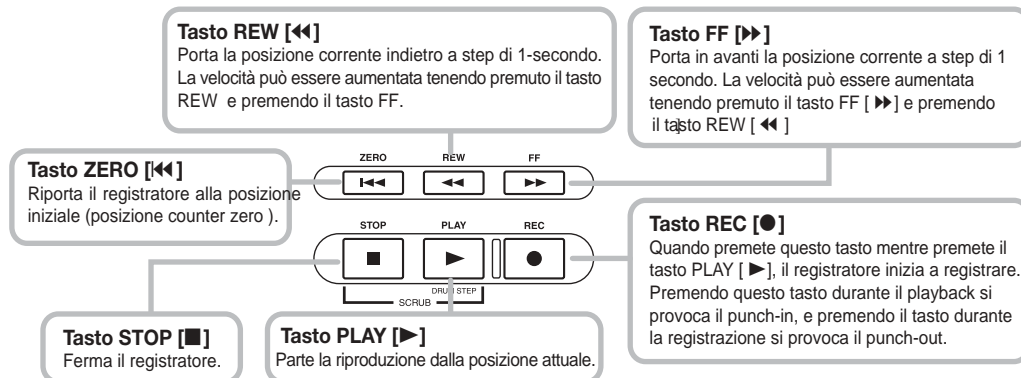 Tasto REW [◀◀]
Porta la posizione corrente indietro a step di 1-secondo.
La velocità può essere aumentata tenendo premuto il tasto
REW e premendo il tasto FF.
Tasto FF [▶▶]
Porta in avanti la posizione corrente a step di 1
secondo. La velocità può essere aumentata
tenendo premuto il tasto FF [ ▶▶] e premendo
il tasto REW [ ◀◀ ]
Tasto ZERO [I◀◀]
Riporta il registratore alla posizione
iniziale (posizione counter zero ).
ZERO REW FF
I◀◀ ◀◀ ▶▶
STOP PLAY REC
■ ▶ ●
DRUM STEP
SCRUB
Tasto REC [●]
Quando premete questo tasto mentre premete il
tasto PLAY [ ▶], il registratore inizia a registrare.
Premendo questo tasto durante il playback si
provoca il punch-in, e premendo il tasto durante
la registrazione si provoca il punch-out.
Tasto STOP [■]
Ferma il registratore.
Tasto PLAY [▶]
Parte la riproduzione dalla posizione attuale.